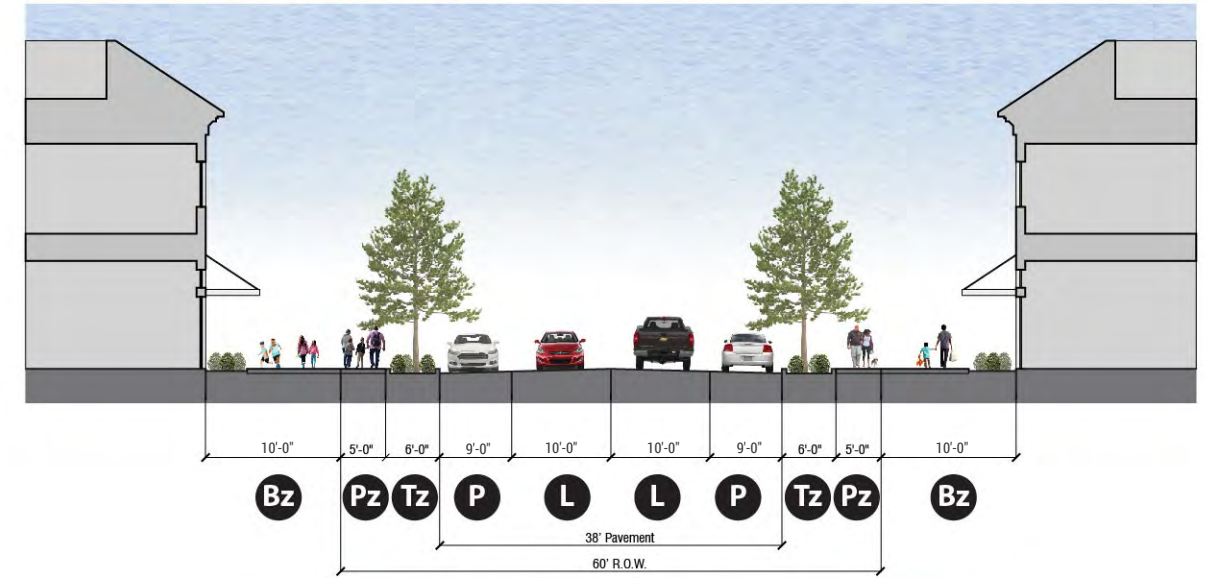 10'-0" 5'-0" 6'-0" 9'-0" 10'-0" 10'-0" 9'-0" 6'-0" 5'-0" 10'-0"
Bz Pz Tz P L L P Tz Pz Bz
38' Pavement
60' R.O.W.